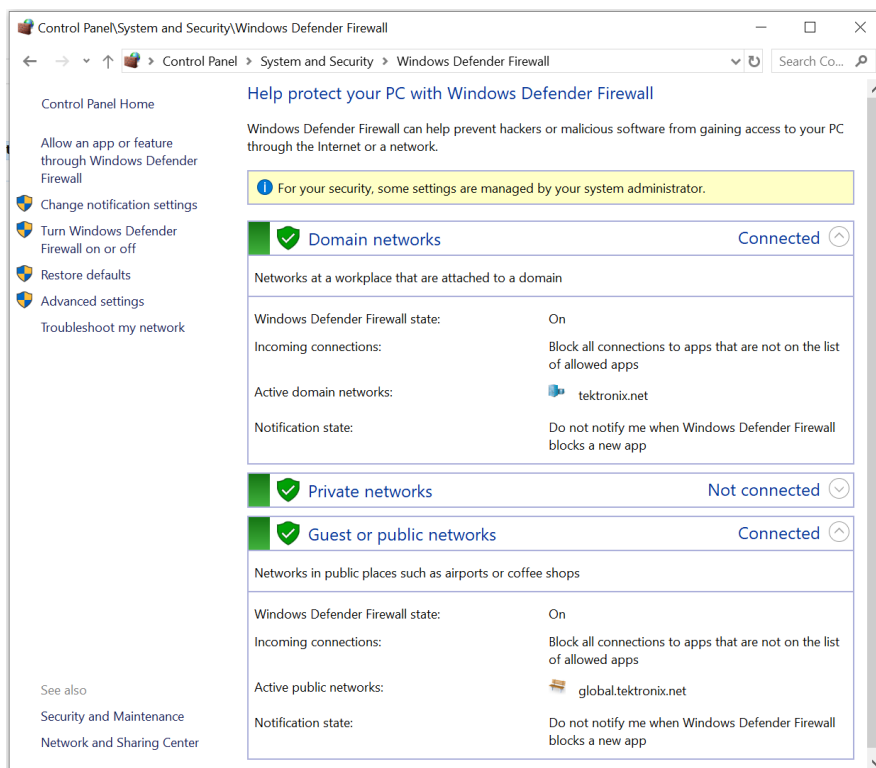 Control Panel\System and Security\Windows Defender Firewall
Control Panel > System and Security > Windows Defender Firewall
Search Co...
Control Panel Home
Allow an app or feature
through Windows Defender
Firewall
Change notification settings
Turn Windows Defender
Firewall on or off
Restore defaults
Advanced settings
Troubleshoot my network
See also
Security and Maintenance
Network and Sharing Center
Help protect your PC with Windows Defender Firewall
Windows Defender Firewall can help prevent hackers or malicious software from gaining access to your PC
through the Internet or a network.
For your security, some settings are managed by your system administrator.
Domain networks Connected
Networks at a workplace that are attached to a domain
Windows Defender Firewall state: On
Incoming connections: Block all connections to apps that are not on the list
of allowed apps
Active domain networks: tektronix.net
Notification state: Do not notify me when Windows Defender Firewall
blocks a new app
Private networks Not connected
Guest or public networks Connected
Networks in public places such as airports or coffee shops
Windows Defender Firewall state: On
Incoming connections: Block all connections to apps that are not on the list
of allowed apps
Active public networks: global.tektronix.net
Notification state: Do not notify me when Windows Defender Firewall
blocks a new app